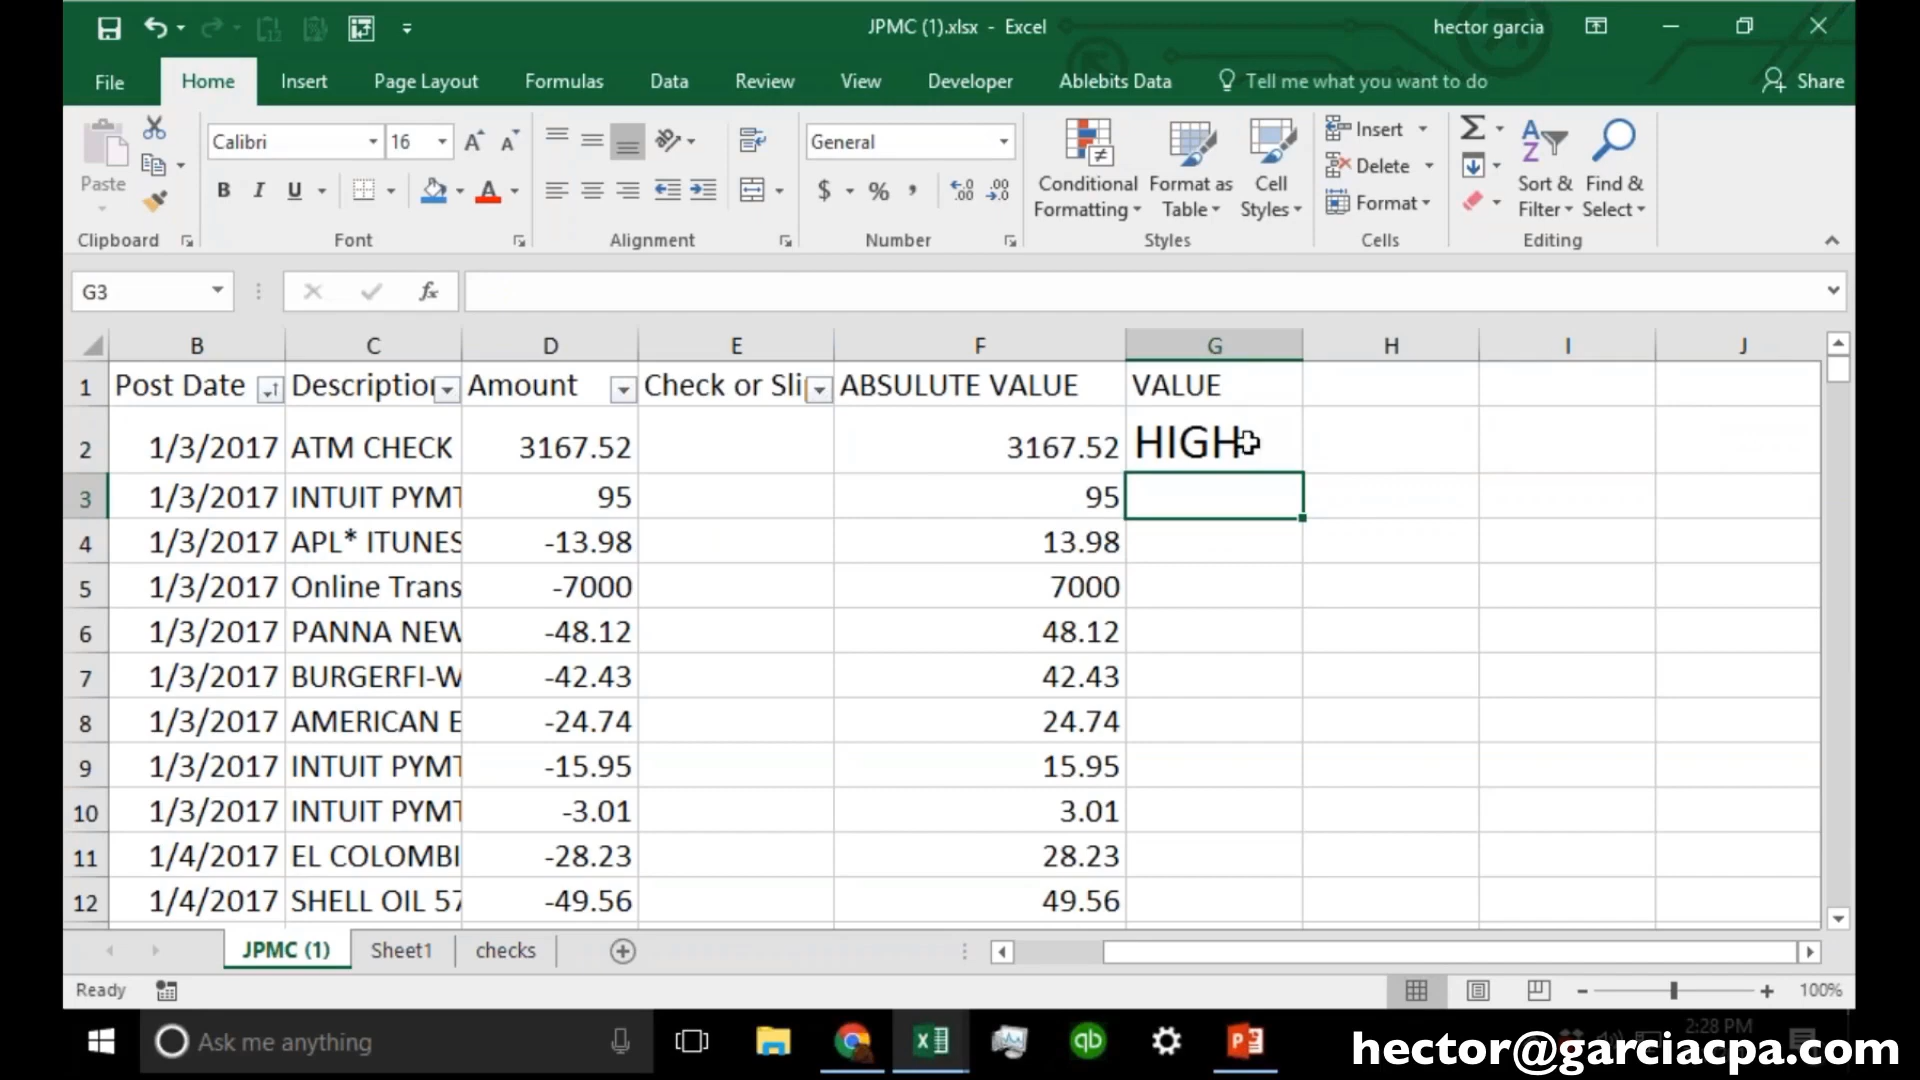 JPMC (1).xlsx - Excel
hector garcia
File Home Insert Page Layout Formulas Data Review View Developer Ablebits Data Tell me what you want to do Share
Paste
Calibri 16
B I U
General
$ % ,
Conditional Formatting
Format as Table
Cell Styles
Insert
Delete
Format
Sort & Filter
Find & Select
Clipboard Font Alignment Number Styles Cells Editing
G3 fx
B C D E F G H I J
1 Post Date Description Amount Check or Sli ABSULUTE VALUE VALUE
2 1/3/2017 ATM CHECK 3167.52 3167.52 HIGH
3 1/3/2017 INTUIT PYMT 95 95
4 1/3/2017 APL* ITUNES -13.98 13.98
5 1/3/2017 Online Trans -7000 7000
6 1/3/2017 PANNA NEW -48.12 48.12
7 1/3/2017 BURGERFI-W -42.43 42.43
8 1/3/2017 AMERICAN E -24.74 24.74
9 1/3/2017 INTUIT PYMT -15.95 15.95
10 1/3/2017 INTUIT PYMT -3.01 3.01
11 1/4/2017 EL COLOMBI -28.23 28.23
12 1/4/2017 SHELL OIL 57 -49.56 49.56
JPMC (1) Sheet1 checks
Ready 100%
Ask me anything
qb
2:28 PM
hector@garciacpa.com